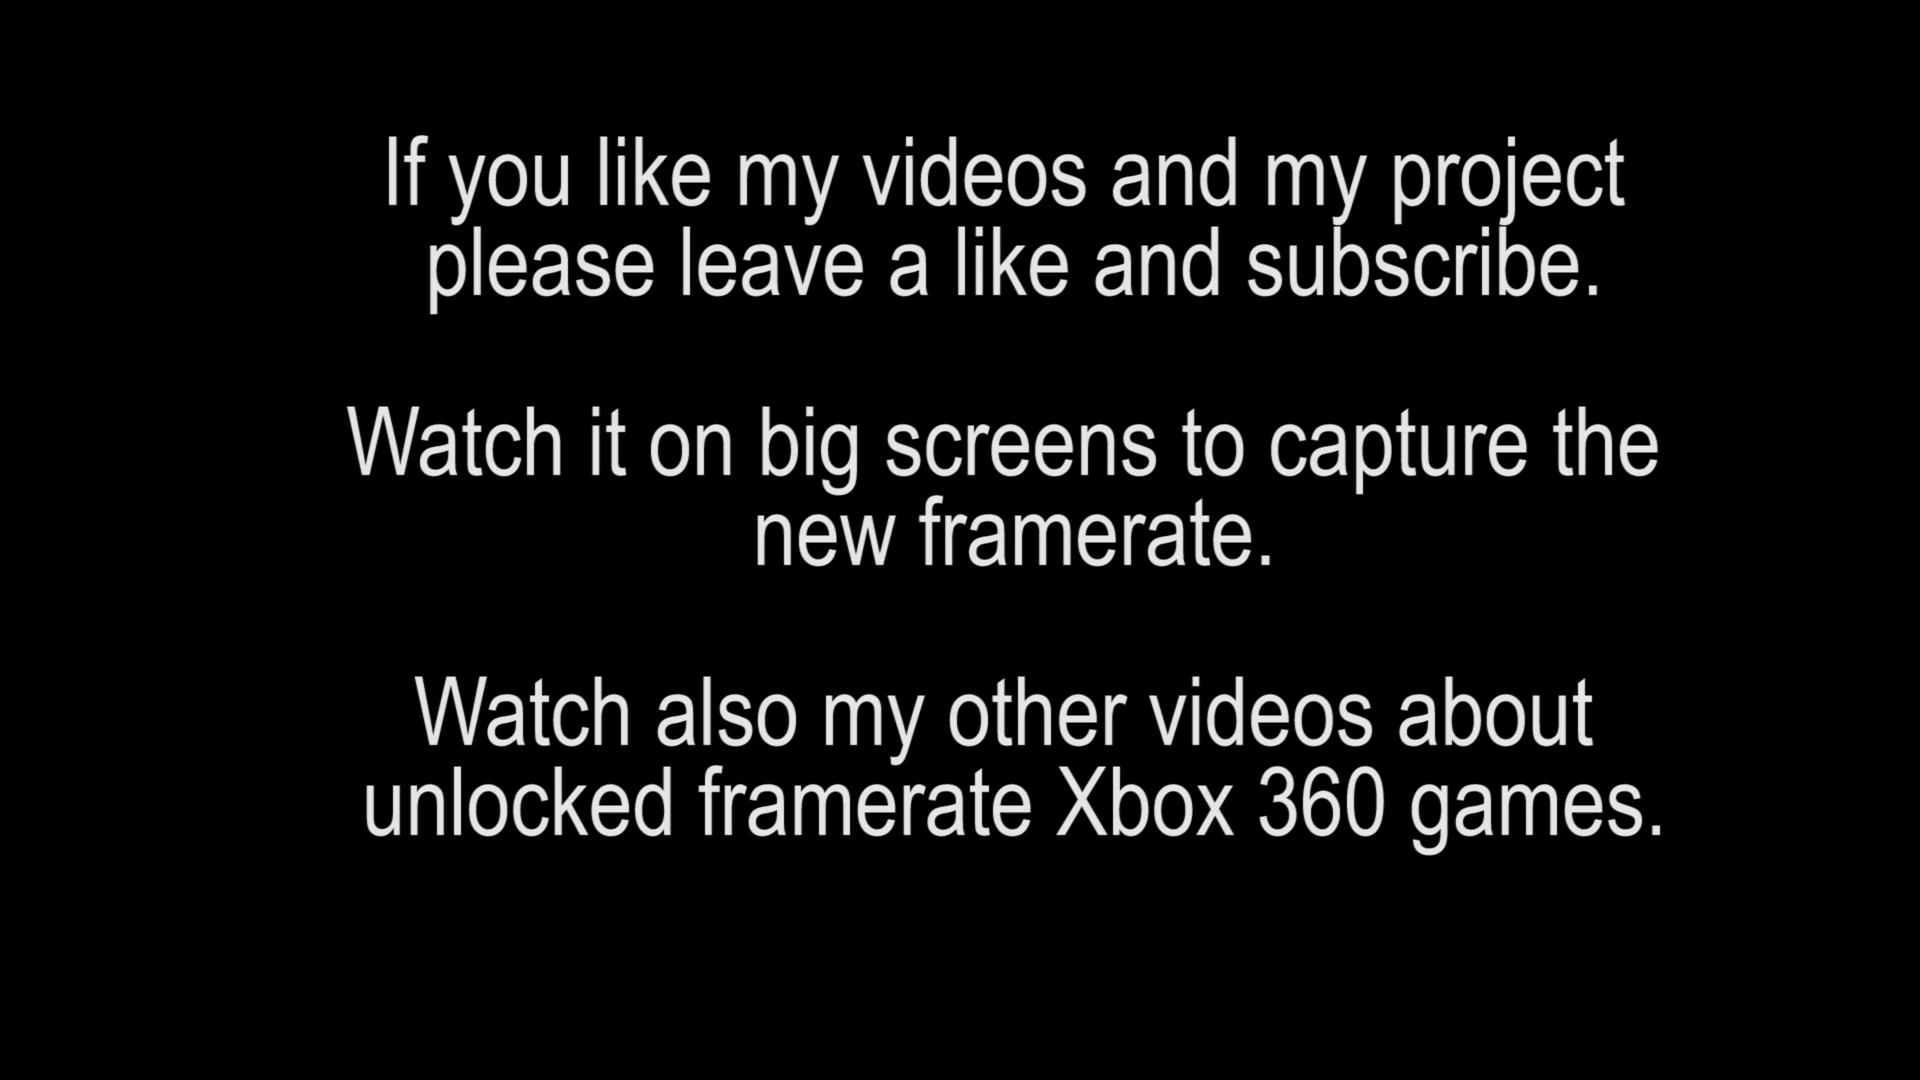 If you like my videos and my project
please leave a like and subscribe.
Watch it on big screens to capture the
new framerate.
Watch also my other videos about
unlocked framerate Xbox 360 games.